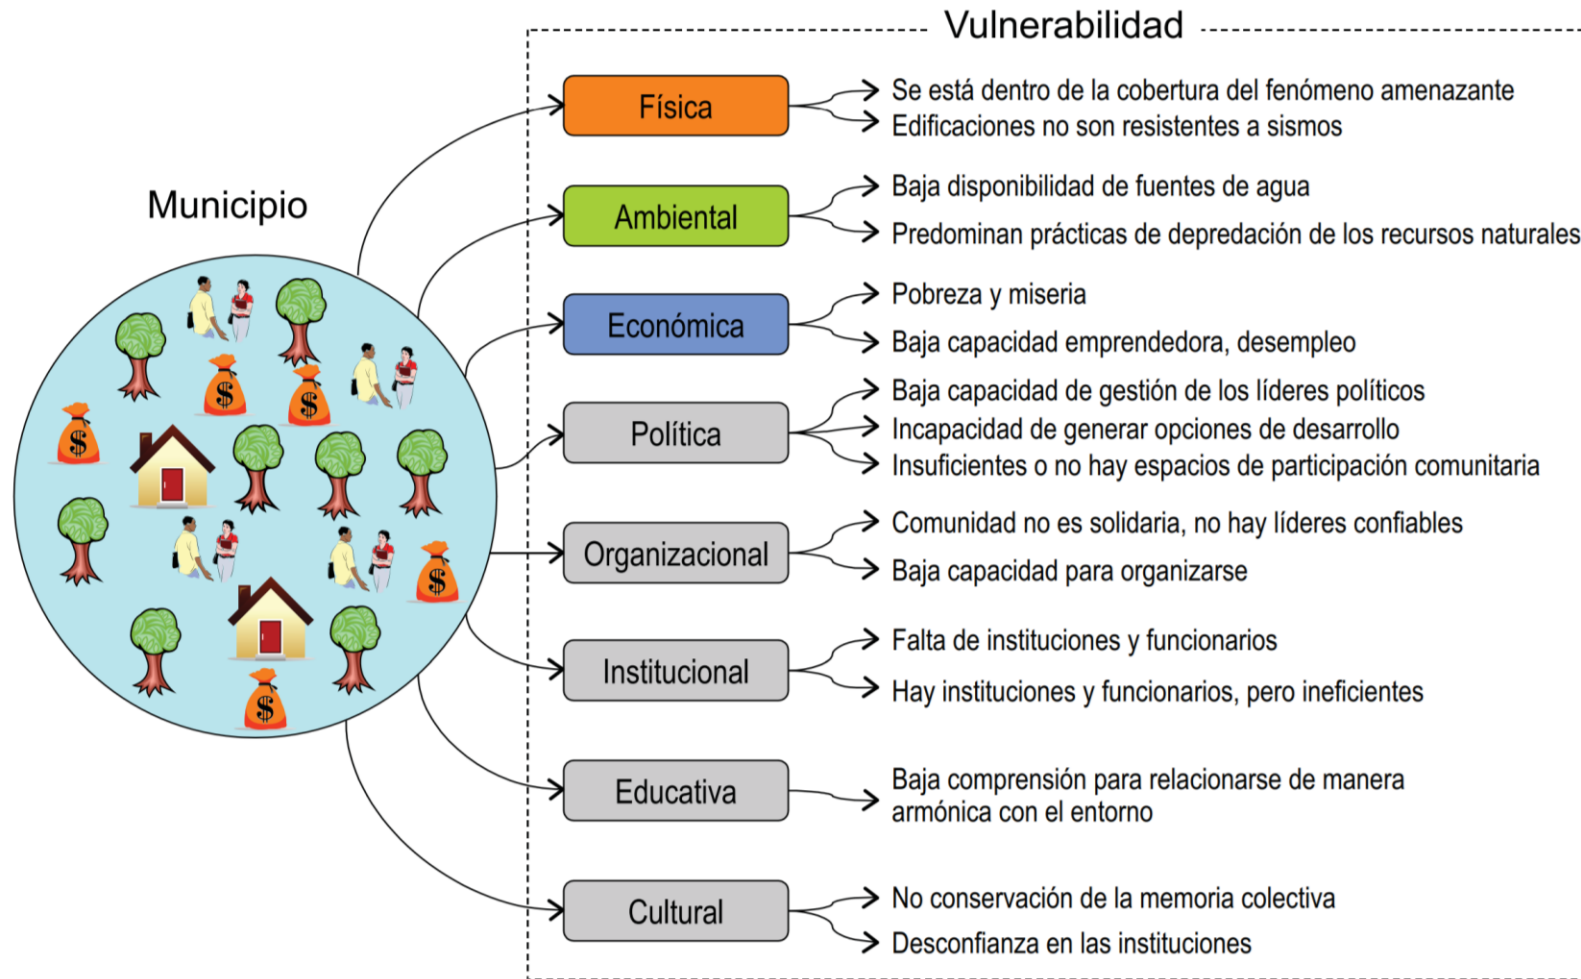 Vulnerabilidad
Municipio
Física
Se está dentro de la cobertura del fenómeno amenazante
Edificaciones no son resistentes a sismos
Ambiental
Baja disponibilidad de fuentes de agua
Predominan prácticas de depredación de los recursos naturales
Económica
Pobreza y miseria
Baja capacidad emprendedora, desempleo
Política
Baja capacidad de gestión de los líderes políticos
Incapacidad de generar opciones de desarrollo
Insuficientes o no hay espacios de participación comunitaria
Organizacional
Comunidad no es solidaria, no hay líderes confiables
Baja capacidad para organizarse
Institucional
Falta de instituciones y funcionarios
Hay instituciones y funcionarios, pero ineficientes
Educativa
Baja comprensión para relacionarse de manera
armónica con el entorno
Cultural
No conservación de la memoria colectiva
Desconfianza en las instituciones
$
$
$
$
$